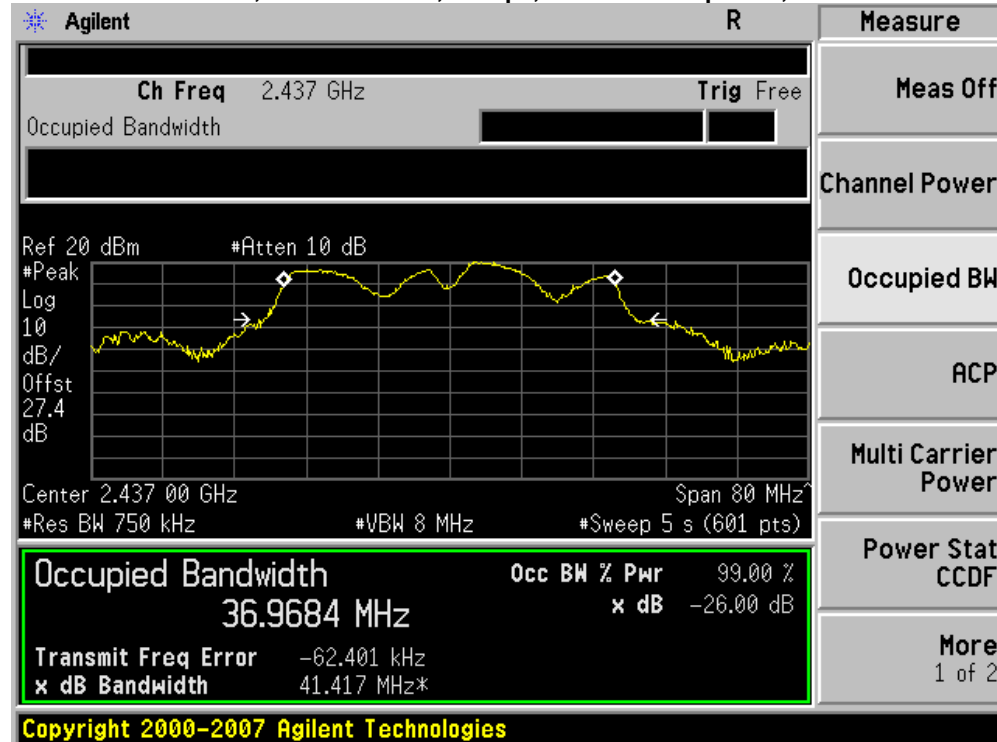 Agilent R Measure
Ch Freq 2.437 GHz Trig Free
Meas Off
Occupied Bandwidth
Channel Power
Ref 20 dBm #Atten 10 dB
#Peak
Log
10
dB/
Offst
27.4
dB
Occupied BW
ACP
Multi Carrier
Power
Center 2.437 00 GHz Span 80 MHz^
#Res BW 750 kHz #VBW 8 MHz #Sweep 5 s (601 pts)
Occupied Bandwidth Occ BW % Pwr 99.00 %
36.9684 MHz x dB -26.00 dB
Transmit Freq Error -62.401 kHz
x dB Bandwidth 41.417 MHz*
Power Stat
CCDF
More
1 of 2
Copyright 2000-2007 Agilent Technologies